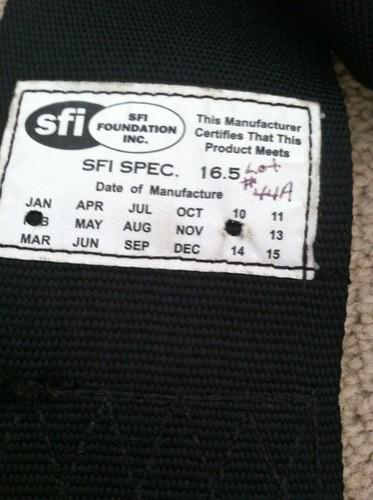 sfi
SFI
FOUNDATION
INC.
This Manufacturer
Certifies That This
Product Meets
SFI SPEC. 16.5 Lot
# 44A
Date of Manufacture
JAN APR JUL OCT 10 11
MAY AUG NOV 13
MAR JUN SEP DEC 14 15